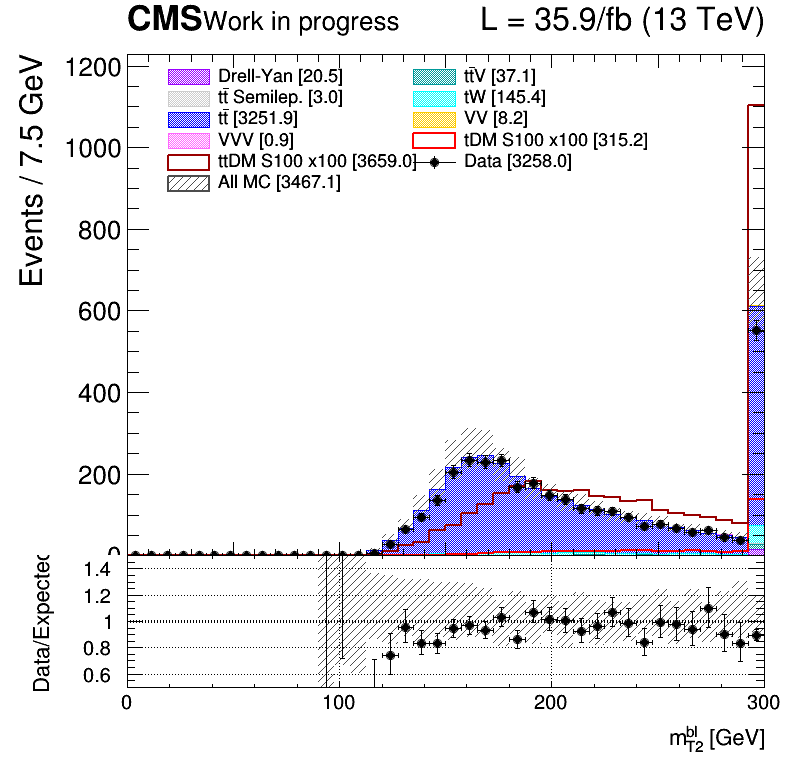 CMS Work in progress L = 35.9/fb (13 TeV)
Events / 7.5 GeV
1200
1000
800
600
400
200
0
Drell-Yan [20.5] tt̄V [37.1]
tt̄ Semilep. [3.0] tW [145.4]
tt̄ [3251.9] VV [8.2]
VVV [0.9] tDM S100 x100 [315.2]
ttDM S100 x100 [3659.0] Data [3258.0]
All MC [3467.1]
Data/Expected
1.4
1.2
1
0.8
0.6
0 100 200 300
m_{T2}^{bl} [GeV]